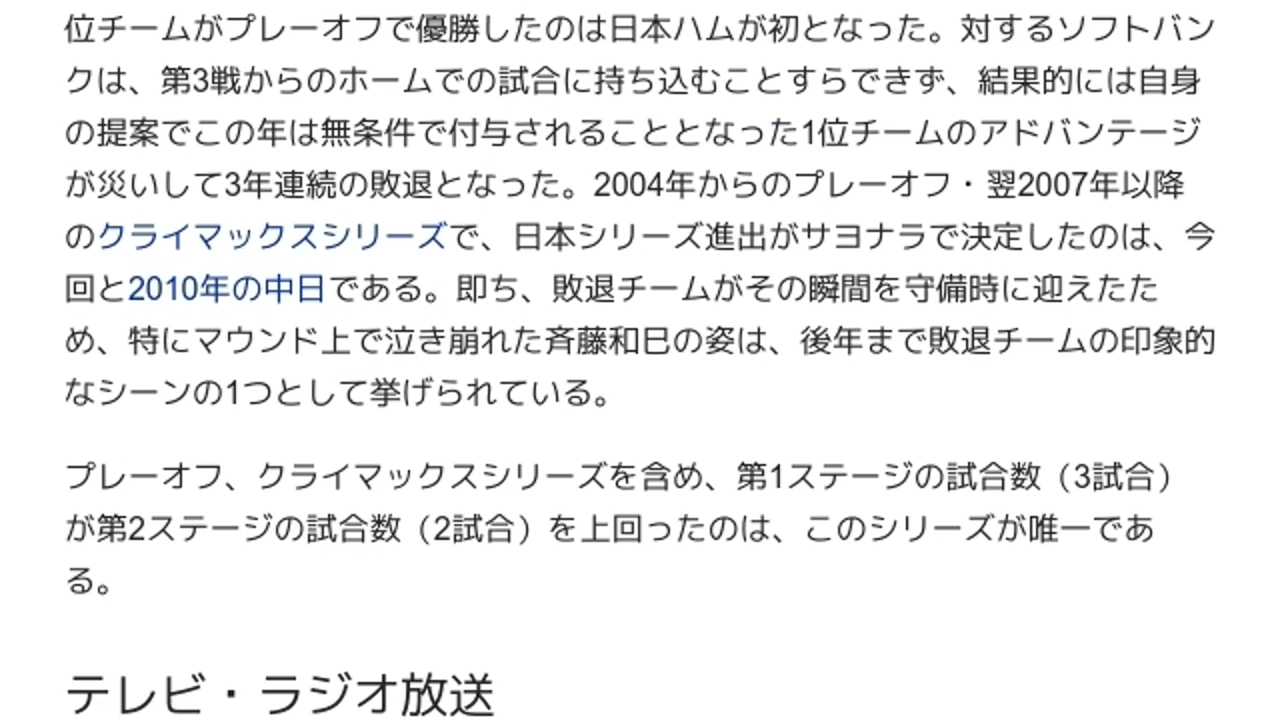 位チームがプレーオフで優勝したのは日本ハムが初となった。対するソフトバン
クは、第3戦からのホームでの試合に持ち込むことすらできず、結果的には自身
の提案でこの年は無条件で付与されることとなった1位チームのアドバンテージ
が災いして3年連続の敗退となった。2004年からのプレーオフ・翌2007年以降
のクライマックスシリーズで、日本シリーズ進出がサヨナラで決定したのは、今
回と2010年の中日である。即ち、敗退チームがその瞬間を守備時に迎えたた
め、特にマウンド上で泣き崩れた斉藤和巳の姿は、後年まで敗退チームの印象的
なシーンの1つとして挙げられている。
プレーオフ、クライマックスシリーズを含め、第1ステージの試合数（3試合）
が第2ステージの試合数（2試合）を上回ったのは、このシリーズが唯一であ
る。
テレビ・ラジオ放送